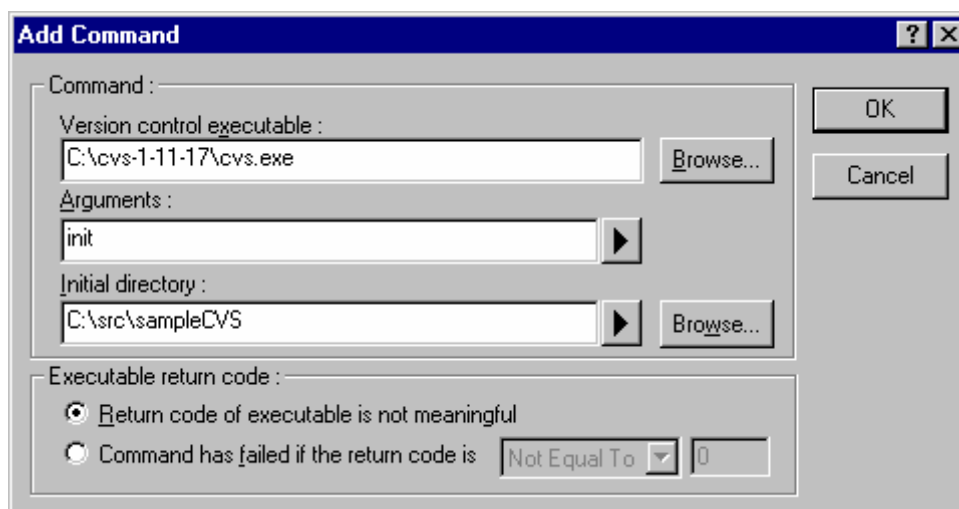 Add Command
Command :
Version control executable :
C:\cvs-1-11-17\cvs.exe
Browse...
Arguments :
init
Initial directory :
C:\src\sampleCVS
Browse...
Executable return code :
Return code of executable is not meaningful
Command has failed if the return code is Not Equal To 0
OK
Cancel